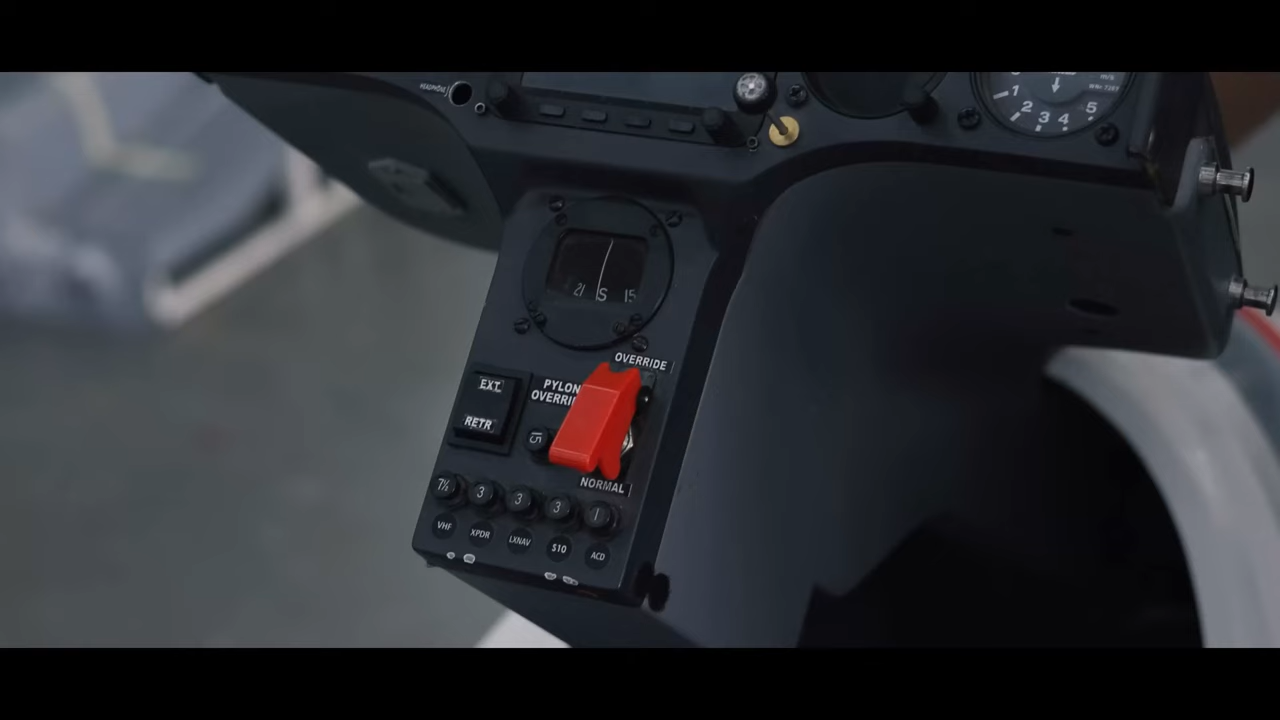 HEADPHONE
1
2
3
4
5
m/s
21 S 15
OVERRIDE
EXT
PYLON
OVERRI
RETR
15
NORMAL
7½ 3 3 3 1
VHF XPDR LXNAV S10 ACD